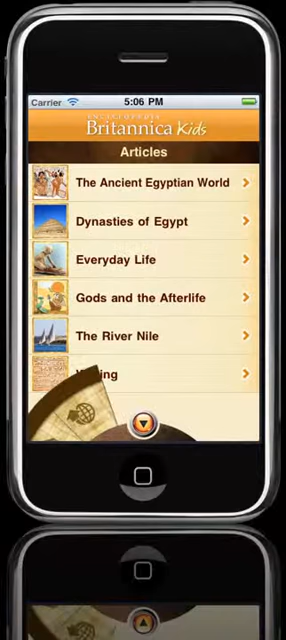 Carrier
5:06 PM
ENCYCLOPÆDIA
Britannica Kids
Articles
The Ancient Egyptian World
Dynasties of Egypt
Everyday Life
Gods and the Afterlife
The River Nile